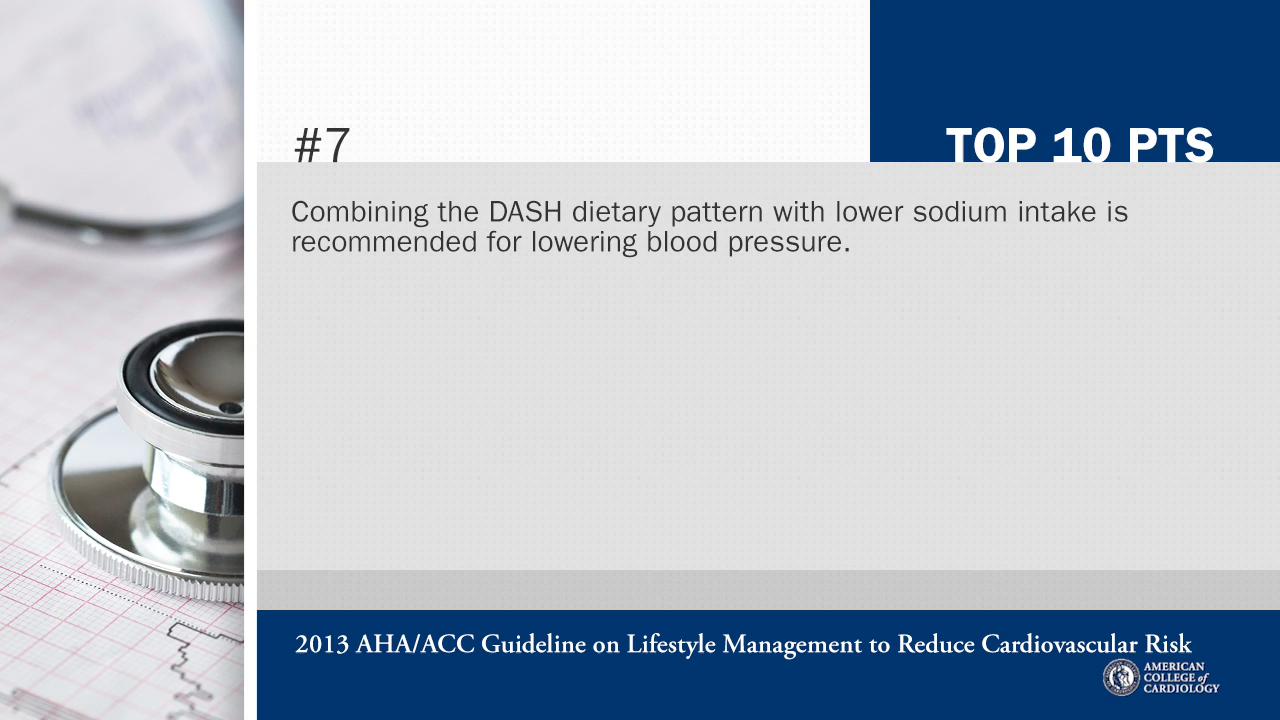 #7
TOP 10 PTS
Combining the DASH dietary pattern with lower sodium intake is
recommended for lowering blood pressure.
2013 AHA/ACC Guideline on Lifestyle Management to Reduce Cardiovascular Risk
AMERICAN
COLLEGE of
CARDIOLOGY